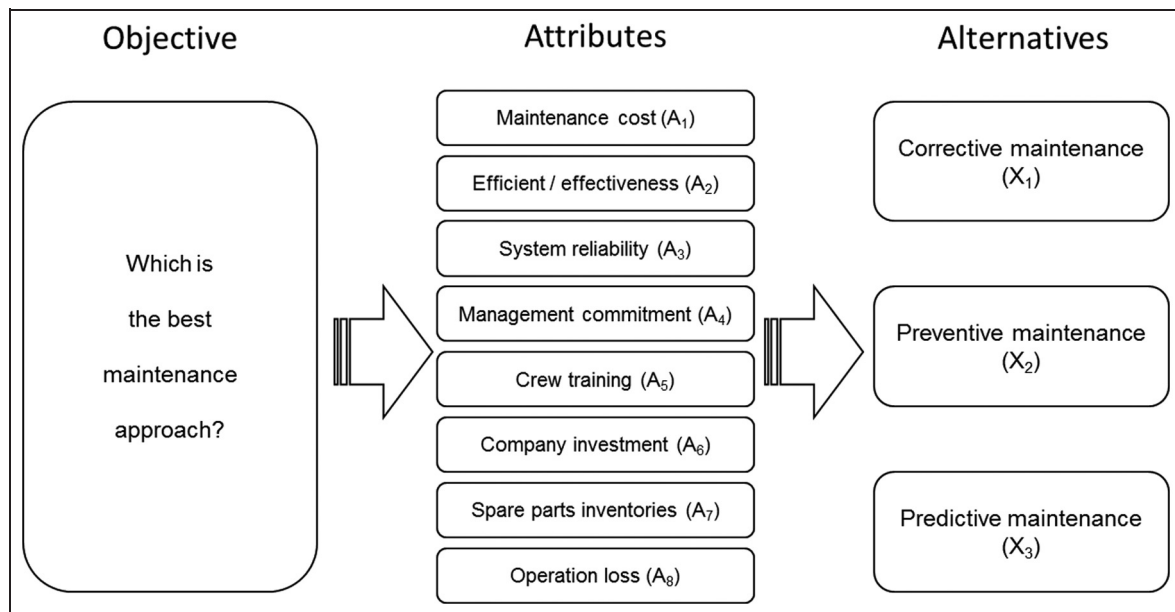 Objective
Attributes
Alternatives
Which is
the best
maintenance
approach?
Maintenance cost (A₁)
Efficient / effectiveness (A₂)
System reliability (A₃)
Management commitment (A₄)
Crew training (A₅)
Company investment (A₆)
Spare parts inventories (A₇)
Operation loss (A₈)
Corrective maintenance
(X₁)
Preventive maintenance
(X₂)
Predictive maintenance
(X₃)